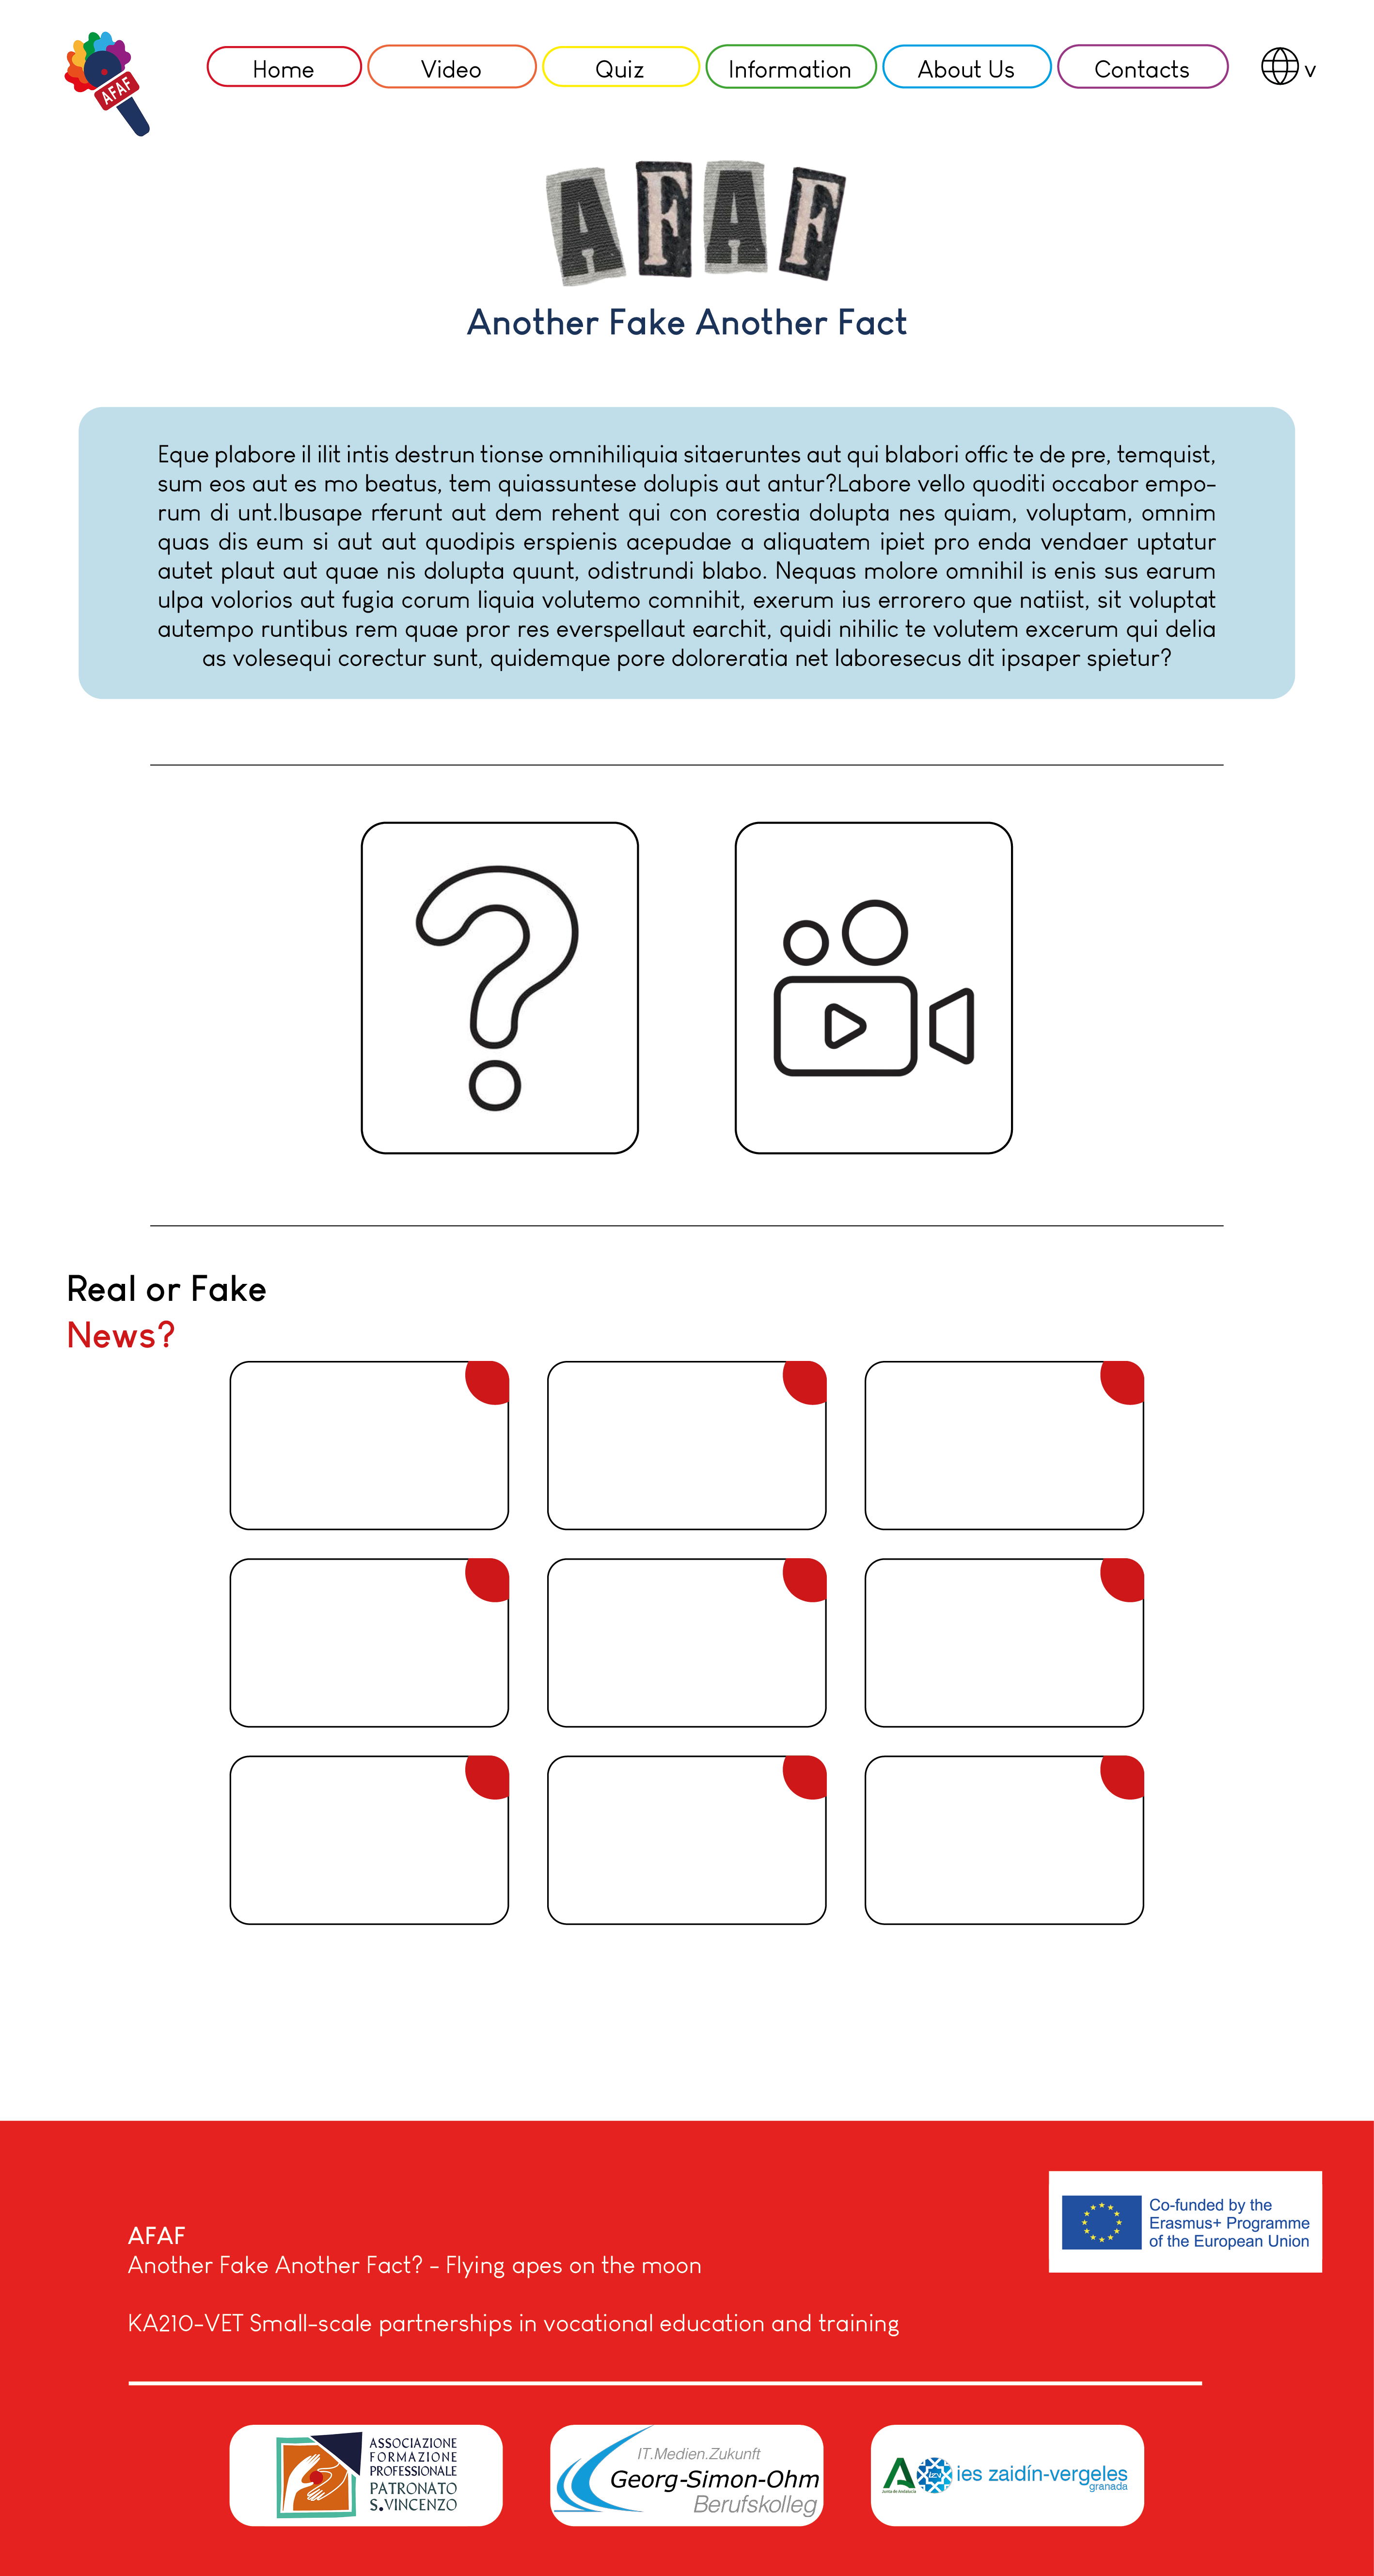 AFAF
Home
Video
Quiz
Information
About Us
Contacts
v
AFAF
Another Fake Another Fact
Eque plabore il ilit intis destrun tionse omnihiliquia sitaeruntes aut qui blabori offic te de pre, temquist,
sum eos aut es mo beatus, tem quiassuntese dolupis aut antur?Labore vello quoditi occabor empo-
rum di unt.Ibusape rferunt aut dem rehent qui con corestia dolupta nes quiam, voluptam, omnim
quas dis eum si aut aut quodipis erspienis acepudae a aliquatem ipiet pro enda vendaer uptatur
autet plaut aut quae nis dolupta quunt, odistrundi blabo. Nequas molore omnihil is enis sus earum
ulpa volorios aut fugia corum liquia volutemo comnihit, exerum ius errorero que natiist, sit voluptat
autempo runtibus rem quae pror res everspellaut earchit, quidi nihilic te volutem excerum qui delia
as volesequi corectur sunt, quidemque pore doloreratia net laboresecus dit ipsaper spietur?
?
Real or Fake
News?
AFAF
Another Fake Another Fact? - Flying apes on the moon
KA210-VET Small-scale partnerships in vocational education and training
Co-funded by the
Erasmus+ Programme
of the European Union
ASSOCIAZIONE
FORMAZIONE
PROFESSIONALE
PATRONATO
S.VINCENZO
IT.Medien.Zukunft
Georg-Simon-Ohm
Berufskolleg
A
Junta de Andalucía
IZV
ies zaidín-vergeles
granada